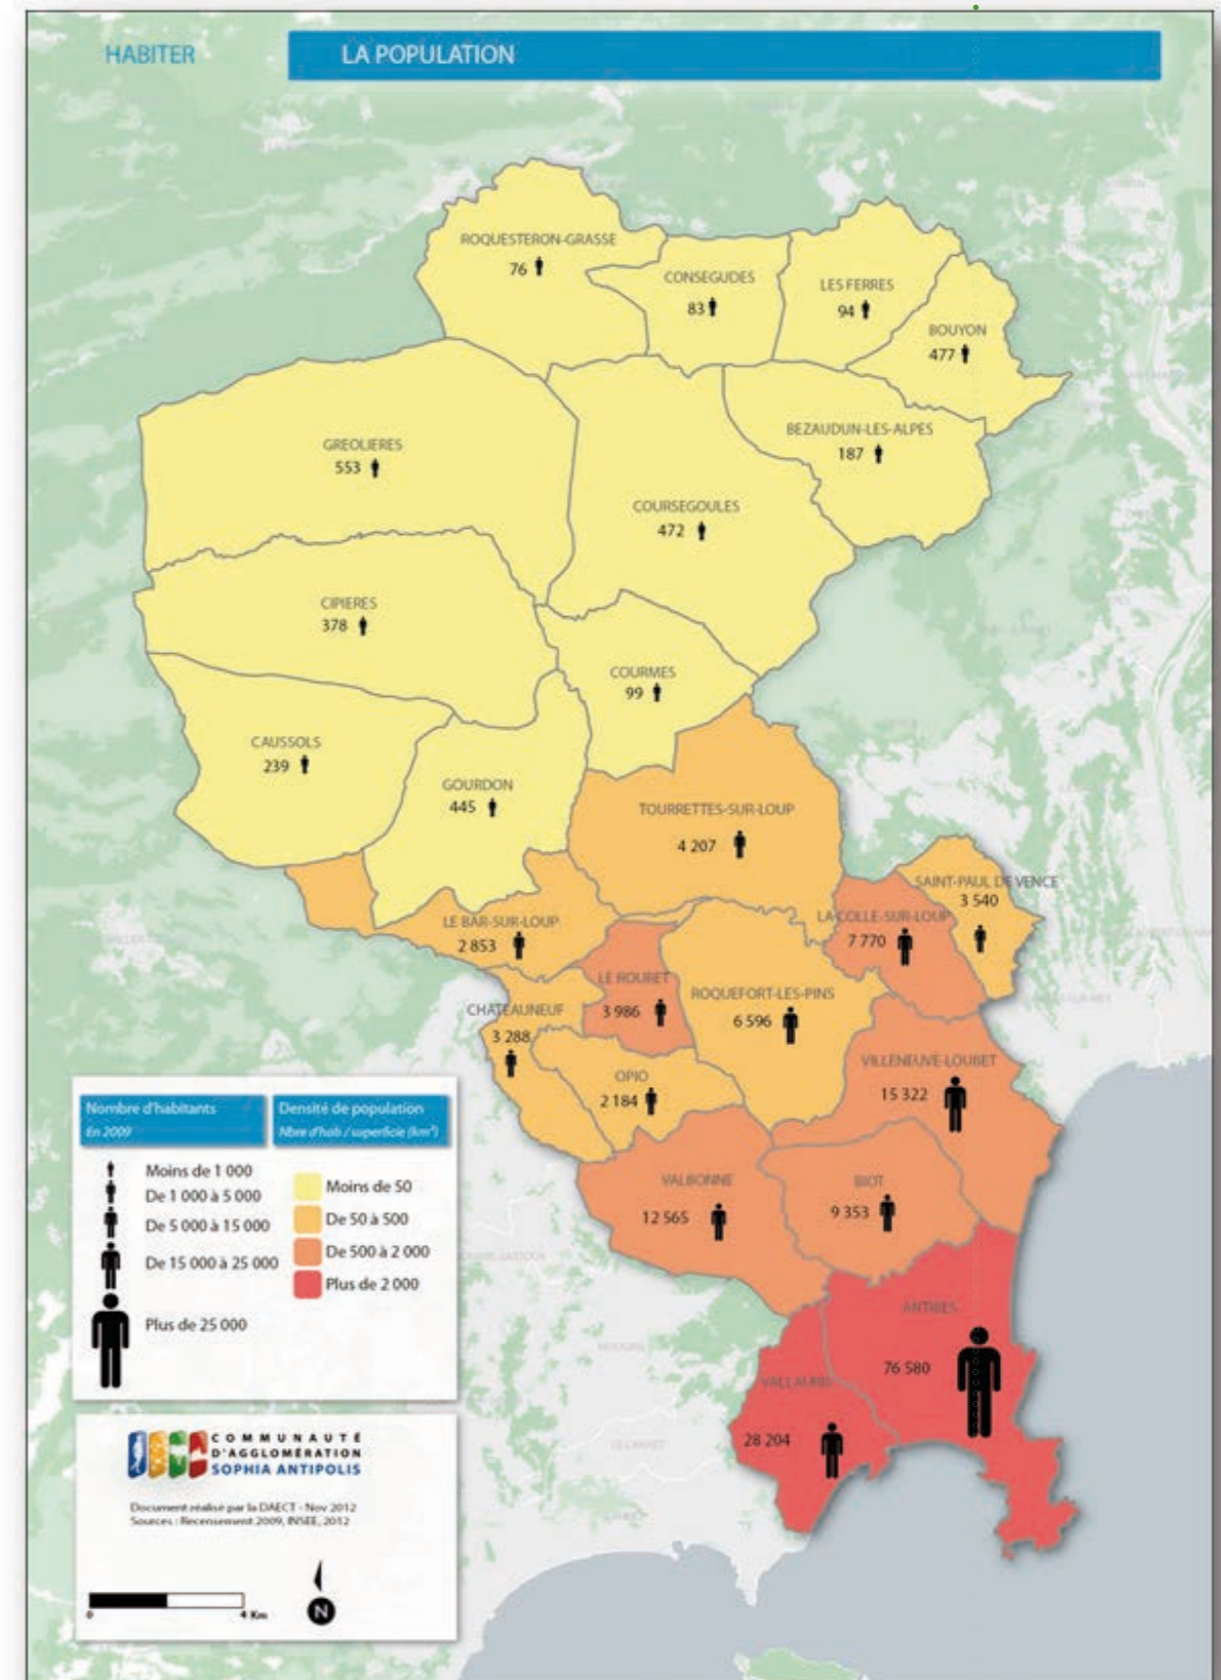 HABITER
LA POPULATION
ROQUESTERON-GRASSE
76
CONSEGUDES
83
LES FERRES
94
BOUYON
477
GREOLIERES
553
BEZAUDUN-LES-ALPES
187
COURSEGOULES
472
CIPIERES
378
COURMES
99
CAUSSOLS
239
GOURDON
445
TOURRETTES-SUR-LOUP
4 207
SAINT-PAUL DE VENCE
3 540
LA-COLLE-SUR-LOUP
7 770
LE BAR-SUR-LOUP
2 853
LE ROURET
3 986
ROQUEFORT-LES-PINS
6 596
CHATEAUNEUF
3 288
OPIO
2 184
VILLENEUVE-LOUBET
15 322
VALBONNE
12 565
BIOT
9 353
ANTIBES
76 580
VALLAURIS
28 204
Nombre d'habitants
En 2009
Moins de 1 000
De 1 000 à 5 000
De 5 000 à 15 000
De 15 000 à 25 000
Plus de 25 000
Densité de population
Nbre d'hab / superficie (km²)
Moins de 50
De 50 à 500
De 500 à 2 000
Plus de 2 000
COMMUNAUTÉ
D'AGGLOMÉRATION
SOPHIA ANTIPOLIS
Document réalisé par la DAECT - Nov 2012
Sources : Recensement 2009, INSEE, 2012
0 4 Km
N